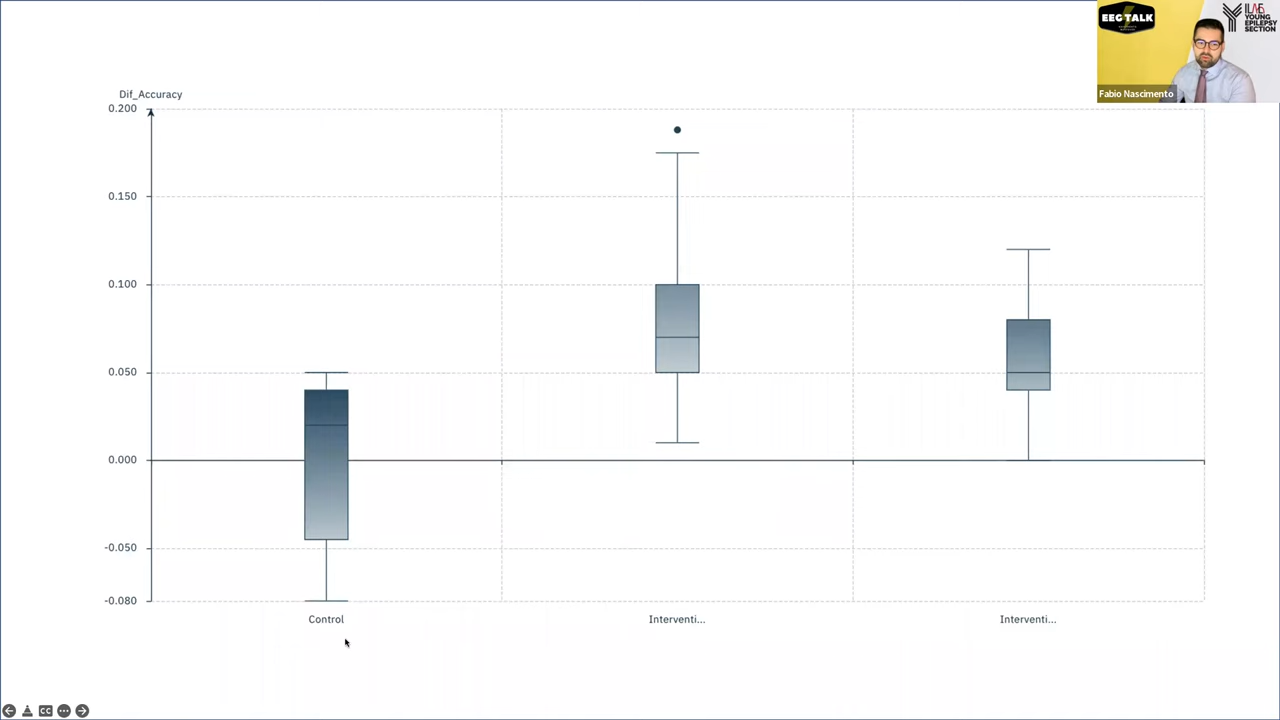 EEG TALK
ILAE
YOUNG
EPILEPSY
SECTION
Fabio Nascimento
Dif_Accuracy
0.200
0.150
0.100
0.050
0.000
-0.050
-0.080
Control
Interventi...
Interventi...
CC